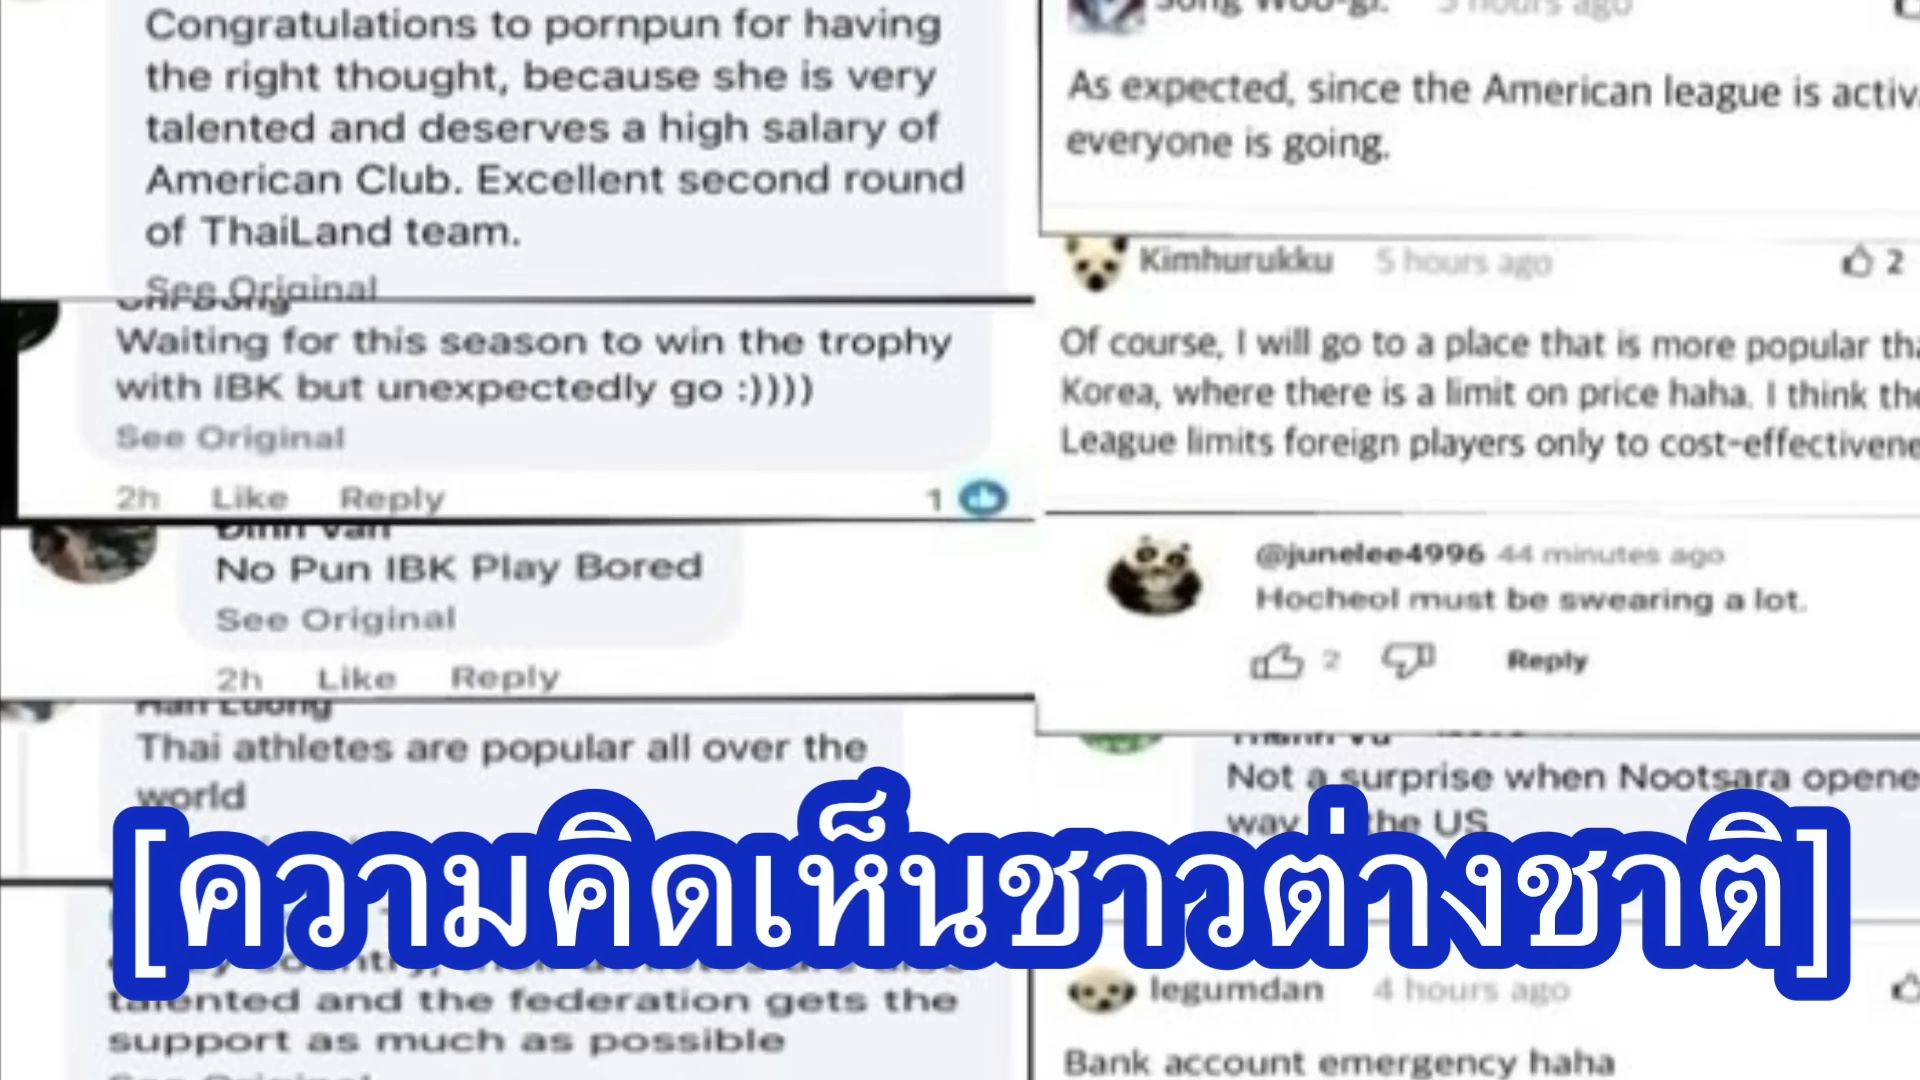 Congratulations to pornpun for having
the right thought, because she is very
talented and deserves a high salary of
American Club. Excellent second round
of ThaiLand team.
See Original
Waiting for this season to win the trophy
with IBK but unexpectedly go :))))
See Original
2h Like Reply 1
No Pun IBK Play Bored
See Original
2h Like Reply
Han Luong
Thai athletes are popular all over the
world
talented and the federation gets the
support as much as possible
5 hours ago
As expected, since the American league is
everyone is going.
Kimhurukku 5 hours ago 2
Of course, I will go to a place that is more popular
Korea, where there is a limit on price haha. I think
League limits foreign players only to
@junelee4996 44 minutes ago
Hocheol must be swearing a lot.
2 Reply
Not a surprise when Nootsara
way the US
legumdan 4 hours ago
Bank account emergency haha
[ความคิดเห็นชาวต่างชาติ]